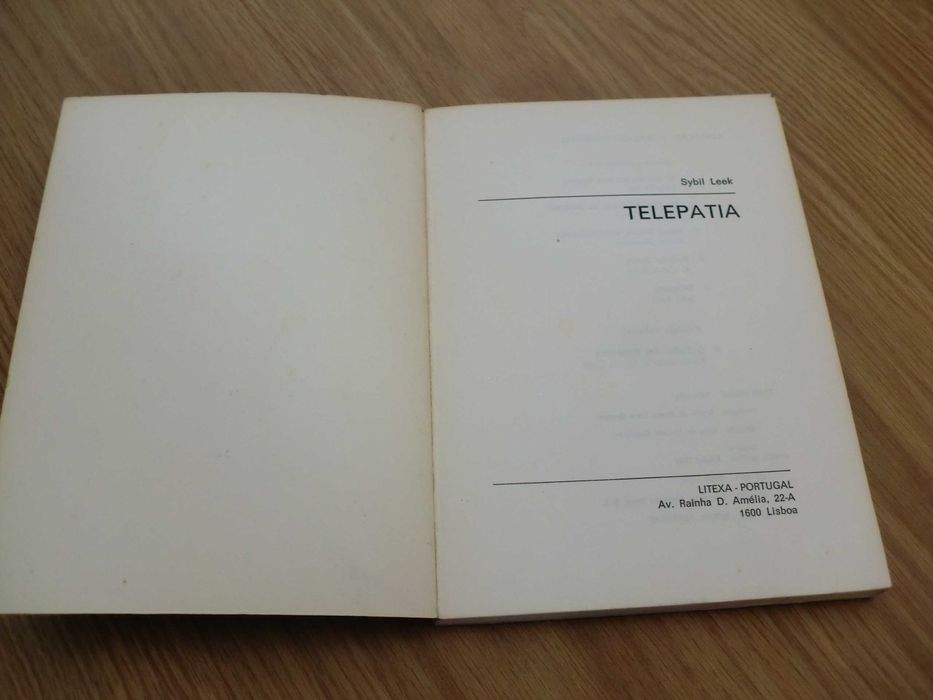 Sybil Leek
TELEPATIA
LITEXA - PORTUGAL
Av. Rainha D. Amélia, 22-A
1600 Lisboa